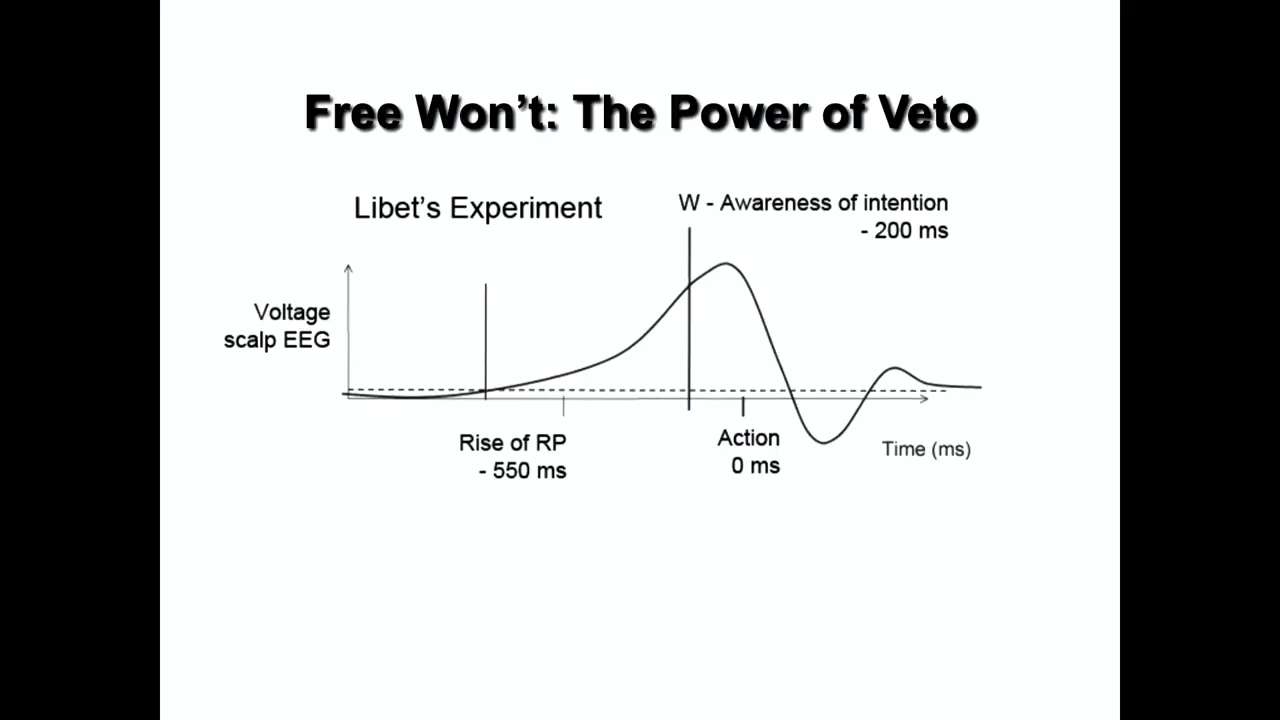 Free Won’t: The Power of Veto
Libet’s Experiment
W - Awareness of intention
- 200 ms
Voltage
scalp EEG
Rise of RP
- 550 ms
Action
0 ms
Time (ms)